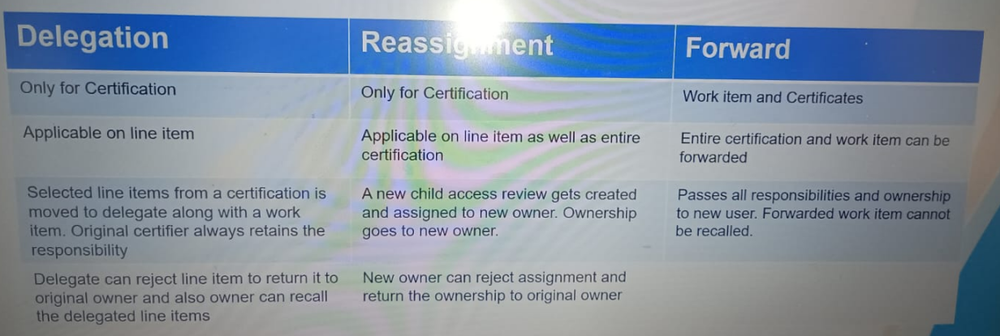 Delegation
Reassignment
Forward
Only for Certification
Only for Certification
Work item and Certificates
Applicable on line item
Applicable on line item as well as entire
certification
Entire certification and work item can be
forwarded
Selected line items from a certification is
moved to delegate along with a work
item. Original certifier always retains the
responsibility
A new child access review gets created
and assigned to new owner. Ownership
goes to new owner.
Passes all responsibilities and ownership
to new user. Forwarded work item cannot
be recalled.
Delegate can reject line item to return it to
original owner and also owner can recall
the delegated line items
New owner can reject assignment and
return the ownership to original owner